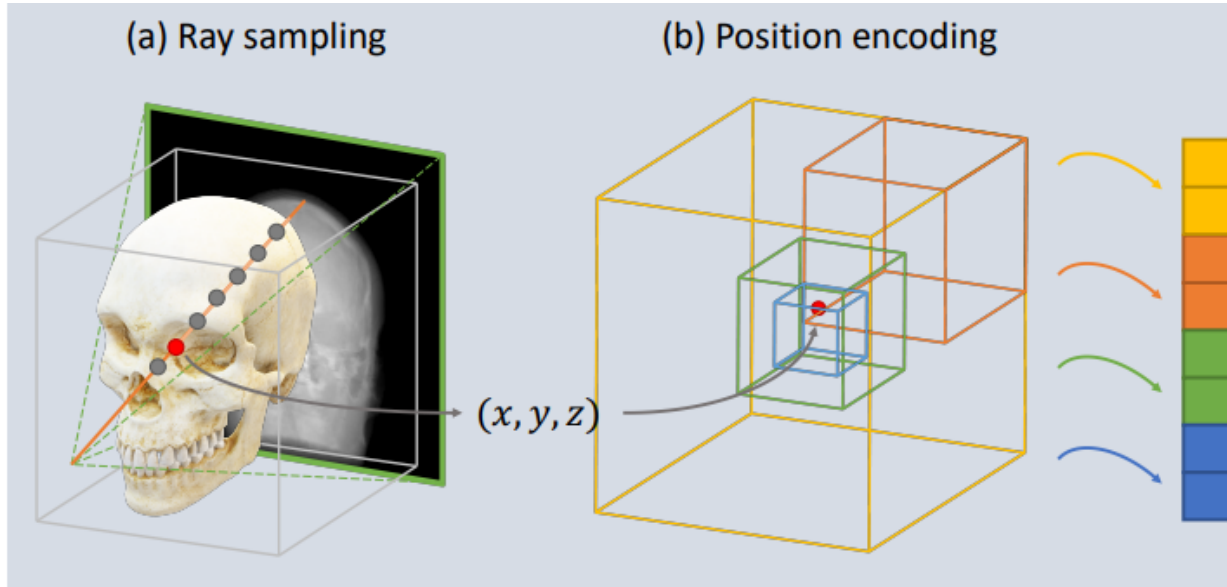 (a) Ray sampling
(b) Position encoding
(x, y, z)